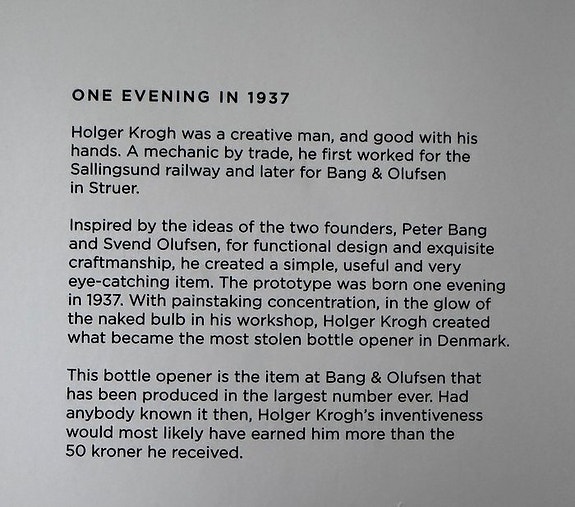 ONE EVENING IN 1937
Holger Krogh was a creative man, and good with his
hands. A mechanic by trade, he first worked for the
Sallingsund railway and later for Bang & Olufsen
in Struer.
Inspired by the ideas of the two founders, Peter Bang
and Svend Olufsen, for functional design and exquisite
craftmanship, he created a simple, useful and very
eye-catching item. The prototype was born one evening
in 1937. With painstaking concentration, in the glow of
the naked bulb in his workshop, Holger Krogh created
what became the most stolen bottle opener in Denmark.
This bottle opener is the item at Bang & Olufsen that
has been produced in the largest number ever. Had
anybody known it then, Holger Krogh's inventiveness
would most likely have earned him more than the
50 kroner he received.